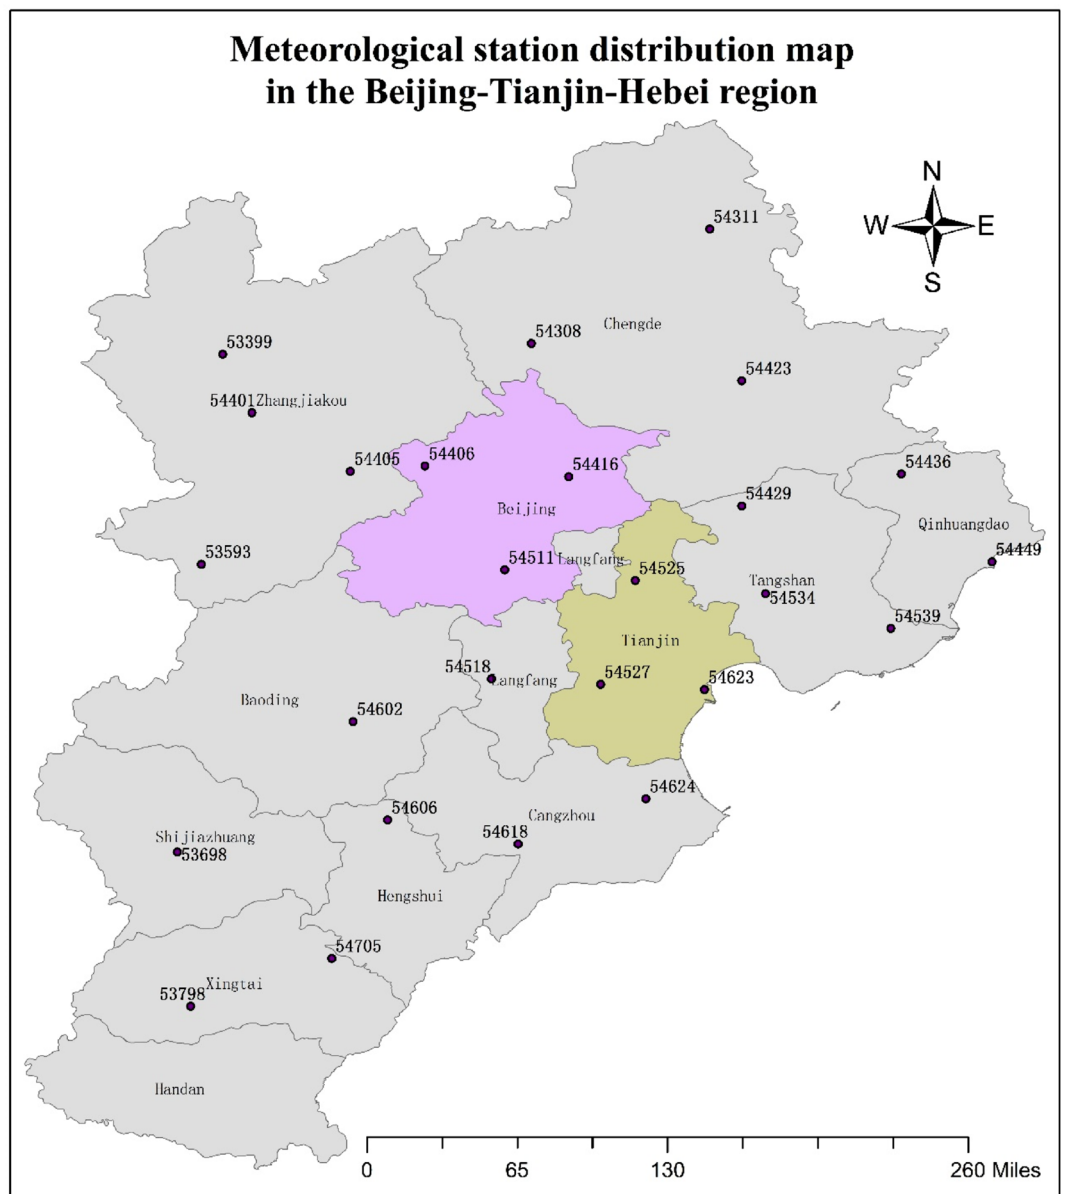 Meteorological station distribution map
in the Beijing-Tianjin-Hebei region
N
W E
S
54311
54308
Chengde
53399
54423
54401 Zhangjiakou
54405
54406
54416
54436
54429
Beijing
Qinhuangdao
54449
53593
54511
Langfang
54525
Tangshan
54534
54539
Tianjin
54518
Langfang
54527
54623
Baoding
54602
54624
54606
Cangzhou
54618
Shijiazhuang
53698
Hengshui
54705
Xingtai
53798
Handan
0 65 130 260 Miles